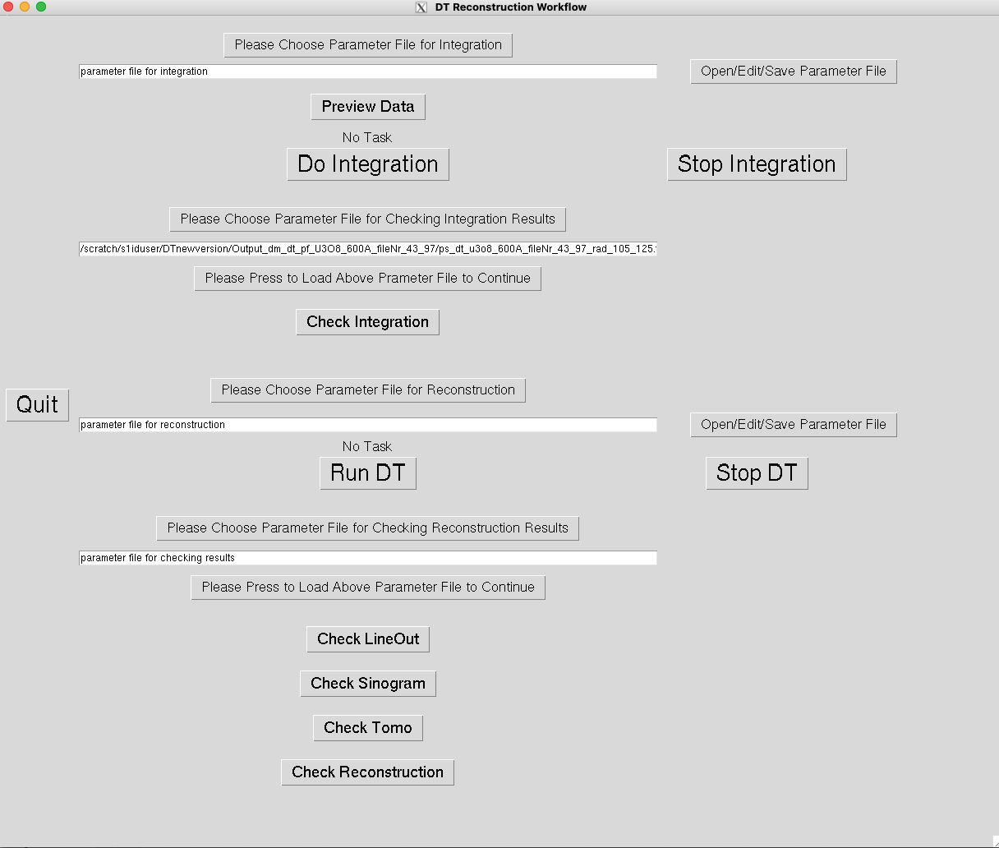 DT Reconstruction Workflow
Please Choose Parameter File for Integration
parameter file for integration
Open/Edit/Save Parameter File
Preview Data
No Task
Do Integration
Stop Integration
Please Choose Parameter File for Checking Integration Results
/scratch/s1iduser/DTnewversion/Output_dm_dt_pf_U3O8_600A_fileNr_43_97/ps_dt_u3o8_600A_fileNr_43_97_rad_105_125.
Please Press to Load Above Prameter File to Continue
Check Integration
Please Choose Parameter File for Reconstruction
Quit
parameter file for reconstruction
Open/Edit/Save Parameter File
No Task
Run DT
Stop DT
Please Choose Parameter File for Checking Reconstruction Results
parameter file for checking results
Please Press to Load Above Parameter File to Continue
Check LineOut
Check Sinogram
Check Tomo
Check Reconstruction